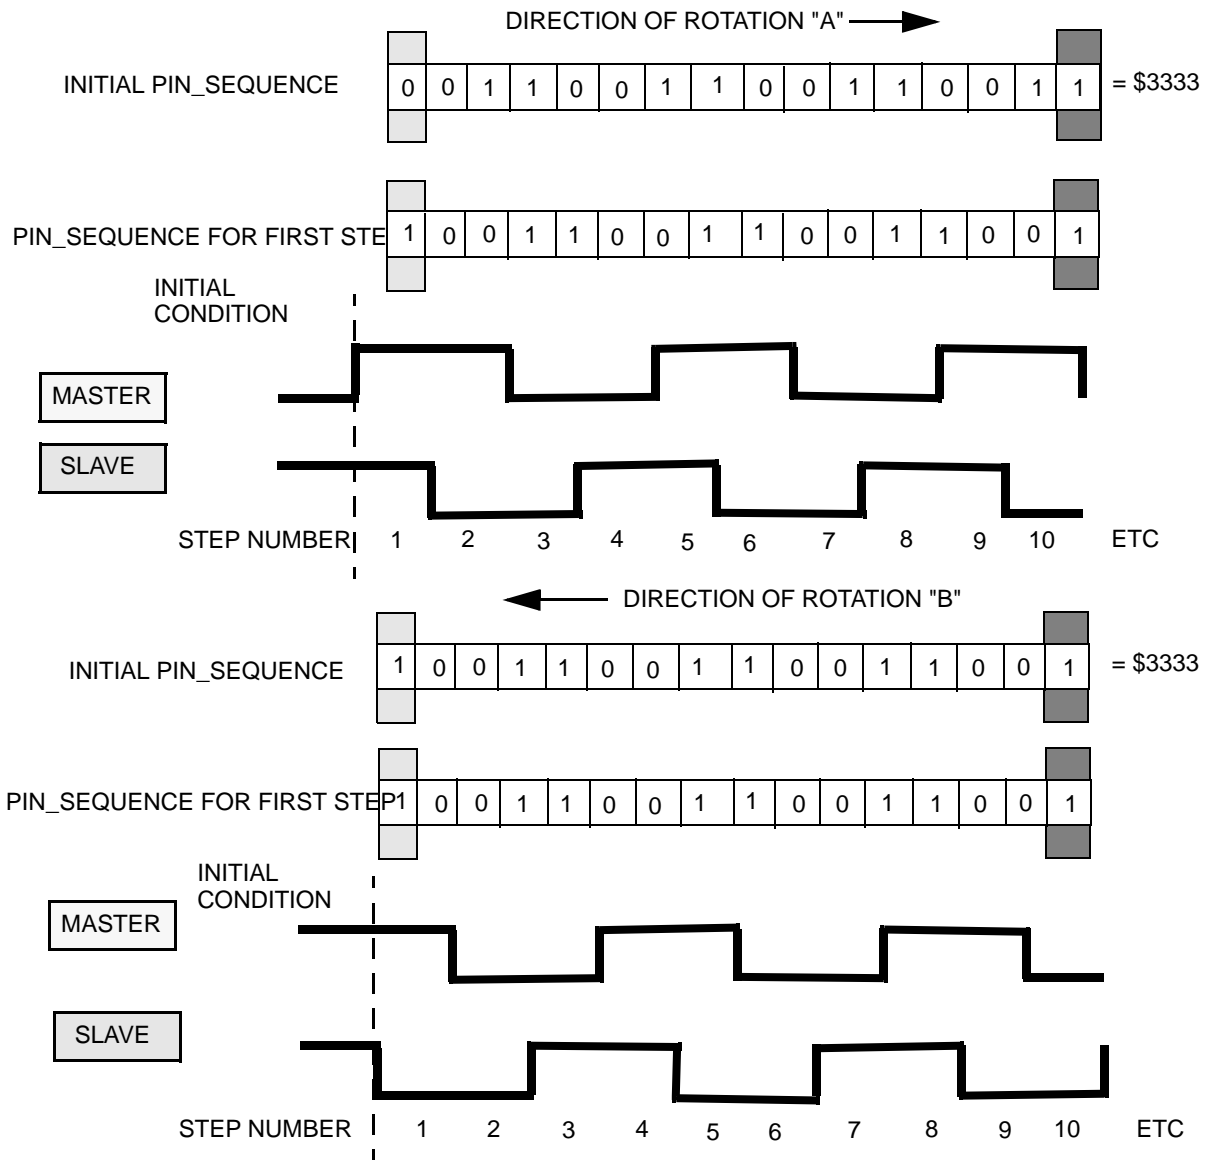 DIRECTION OF ROTATION "A"
INITIAL PIN_SEQUENCE 0 0 1 1 0 0 1 1 0 0 1 1 0 0 1 1 = $3333
PIN_SEQUENCE FOR FIRST STE 1 0 0 1 1 0 0 1 1 0 0 1 1 0 0 1
INITIAL
CONDITION
MASTER
SLAVE
STEP NUMBER 1 2 3 4 5 6 7 8 9 10 ETC
DIRECTION OF ROTATION "B"
INITIAL PIN_SEQUENCE 1 0 0 1 1 0 0 1 1 0 0 1 1 0 0 1 = $3333
PIN_SEQUENCE FOR FIRST STEP 1 0 0 1 1 0 0 1 1 0 0 1 1 0 0 1
INITIAL
CONDITION
MASTER
SLAVE
STEP NUMBER 1 2 3 4 5 6 7 8 9 10 ETC